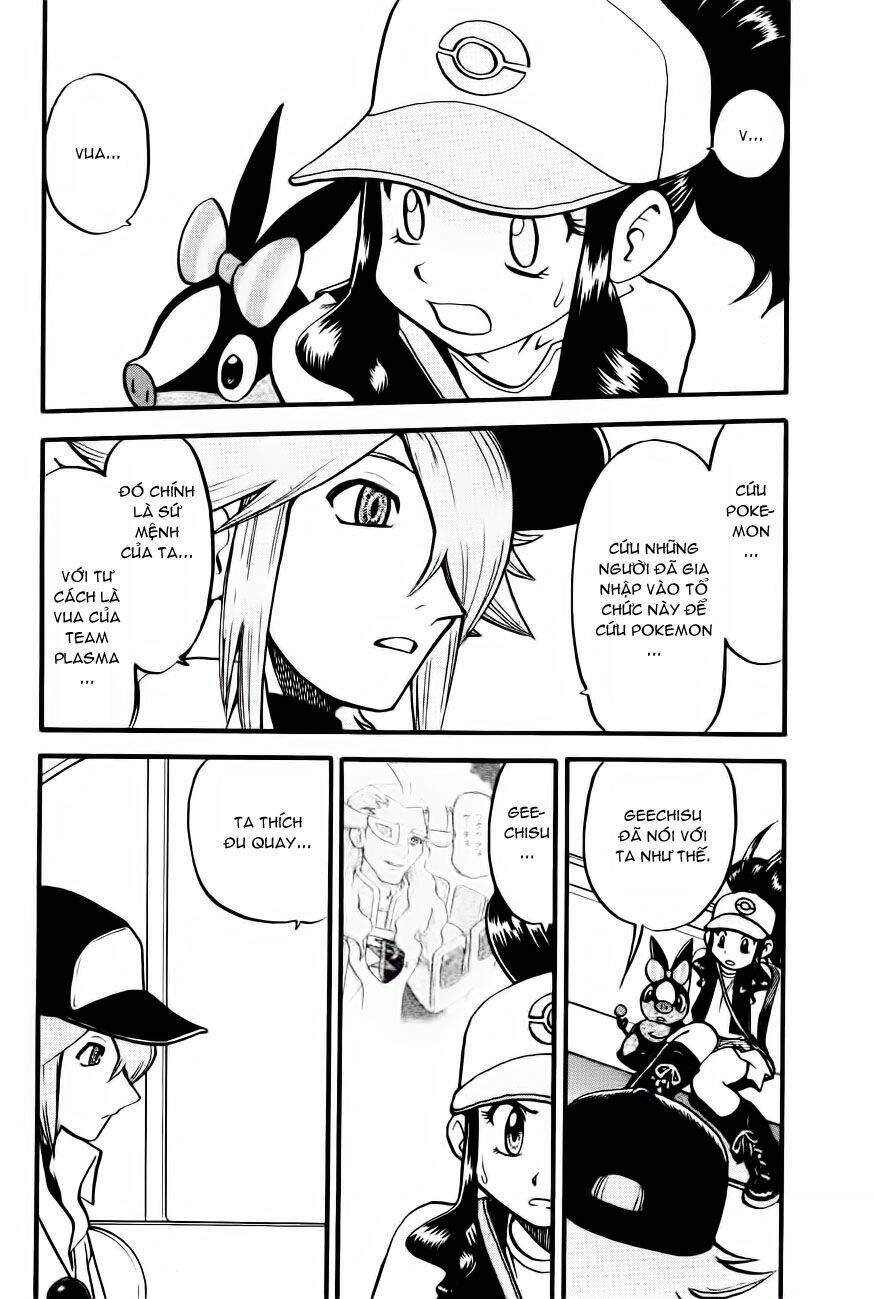 V...
VUA...
CỨU
POKE-
MON
...
CỨU NHỮNG
NGƯỜI ĐÃ GIA
NHẬP VÀO TỔ
CHỨC NÀY ĐỂ
CỨU POKEMON
...
ĐÓ CHÍNH
LÀ SỨ
MỆNH
CỦA TA...
VỚI TƯ
CÁCH LÀ
VUA CỦA
TEAM
PLASMA
...
GEECHISU
ĐÃ NÓI VỚI
TA NHƯ THẾ.
GEE-
CHISU
...
TA THÍCH
ĐU QUAY...